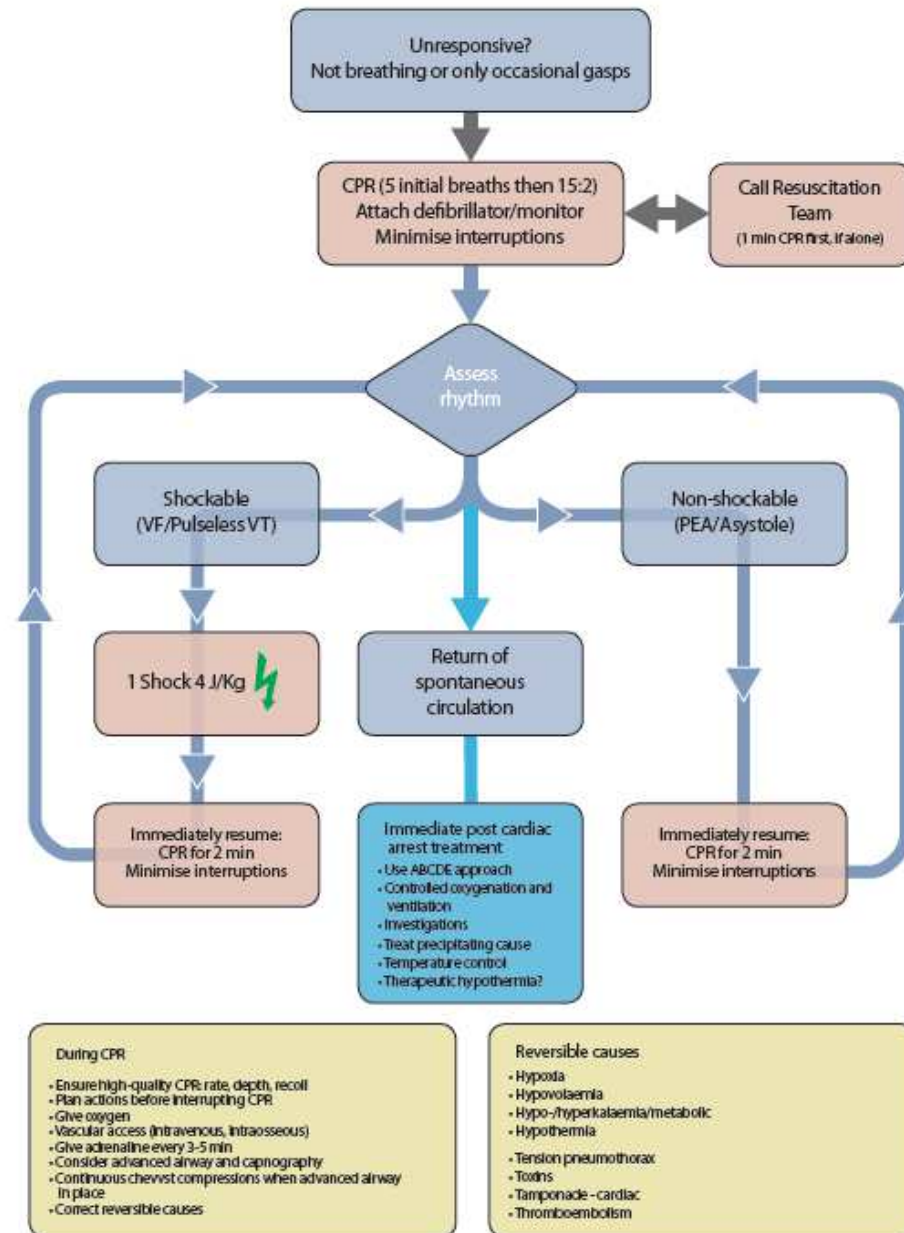 Unresponsive?
Not breathing or only occasional gasps
CPR (5 initial breaths then 15:2)
Attach defibrillator/monitor
Minimise interruptions
Call Resuscitation
Team
(1 min CPR first, if alone)
Assess
rhythm
Shockable
(VF/Pulseless VT)
Non-shockable
(PEA/Asystole)
1 Shock 4 J/Kg
Return of
spontaneous
circulation
Immediately resume:
CPR for 2 min
Minimise interruptions
Immediate post cardiac
arrest treatment
• Use ABCDE approach
• Controlled oxygenation and
ventilation
• Investigations
• Treat precipitating cause
• Temperature control
• Therapeutic hypothermia?
Immediately resume:
CPR for 2 min
Minimise interruptions
During CPR
• Ensure high-quality CPR: rate, depth, recoil
• Plan actions before interrupting CPR
• Give oxygen
• Vascular access (intravenous, intraosseous)
• Give adrenaline every 3-5 min
• Consider advanced airway and capnography
• Continuous chevvst compressions when advanced airway
in place
• Correct reversible causes
Reversible causes
• Hypoxia
• Hypovolaemia
• Hypo-/hyperkalaemia/metabolic
• Hypothermia
• Tension pneumothorax
• Toxins
• Tamponade - cardiac
• Thromboembolism